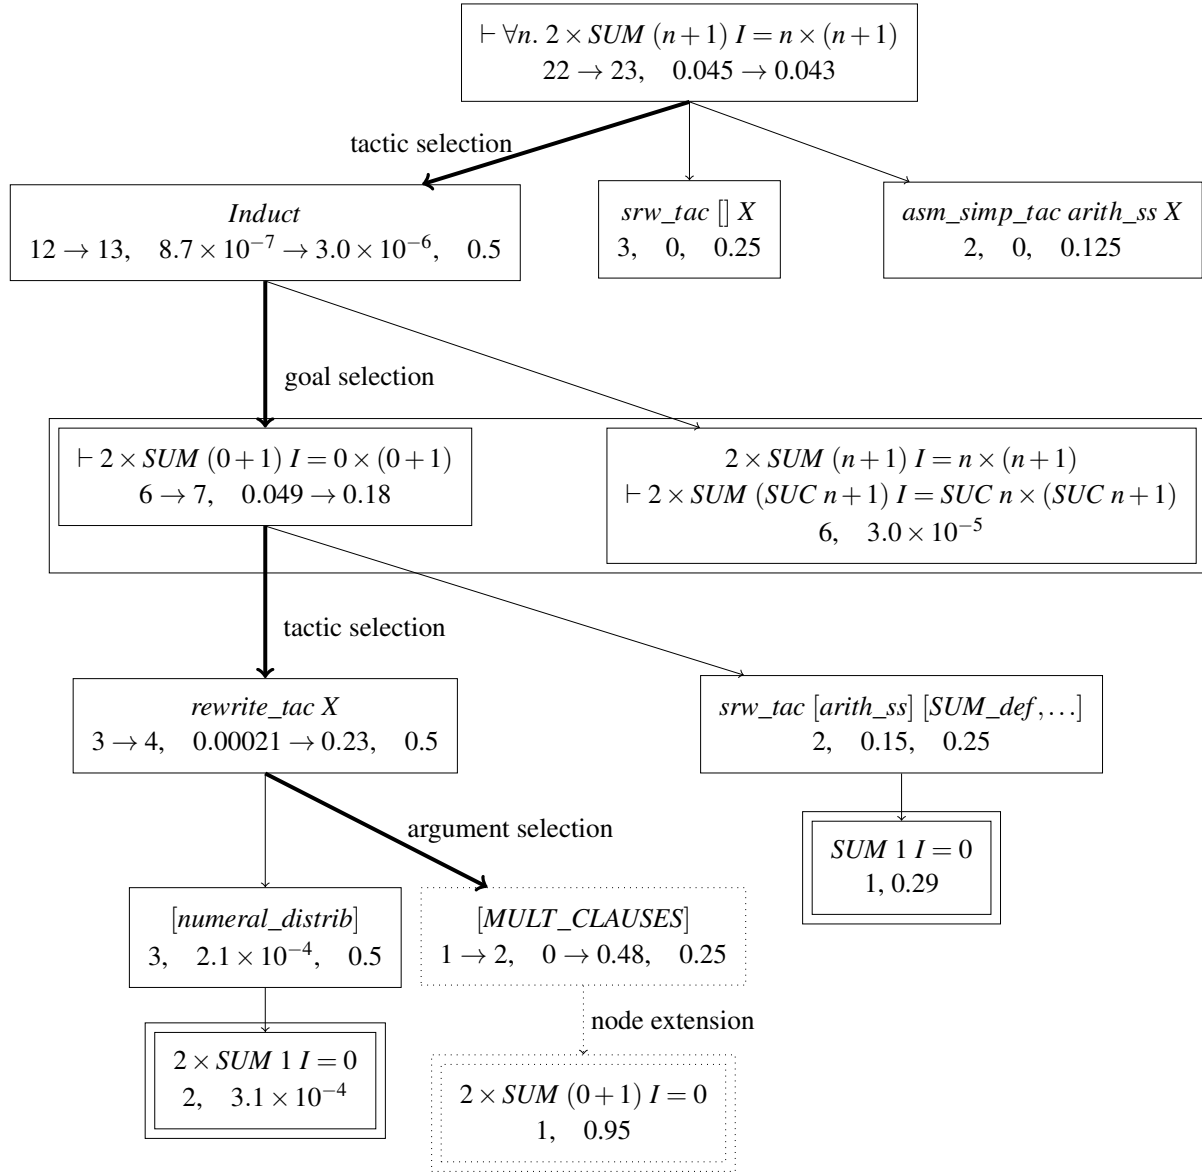 ⊢ ∀n. 2 × SUM (n + 1) I = n × (n + 1)
22 → 23, 0.045 → 0.043
tactic selection
Induct
12 → 13, 8.7 × 10⁻⁷ → 3.0 × 10⁻⁶, 0.5
srw_tac [] X
3, 0, 0.25
asm_simp_tac arith_ss X
2, 0, 0.125
goal selection
⊢ 2 × SUM (0 + 1) I = 0 × (0 + 1)
6 → 7, 0.049 → 0.18
2 × SUM (n + 1) I = n × (n + 1)
⊢ 2 × SUM (SUC n + 1) I = SUC n × (SUC n + 1)
6, 3.0 × 10⁻⁵
tactic selection
rewrite_tac X
3 → 4, 0.00021 → 0.23, 0.5
srw_tac [arith_ss] [SUM_def, …]
2, 0.15, 0.25
argument selection
SUM 1 I = 0
1, 0.29
[numeral_distrib]
3, 2.1 × 10⁻⁴, 0.5
[MULT_CLAUSES]
1 → 2, 0 → 0.48, 0.25
node extension
2 × SUM 1 I = 0
2, 3.1 × 10⁻⁴
2 × SUM (0 + 1) I = 0
1, 0.95